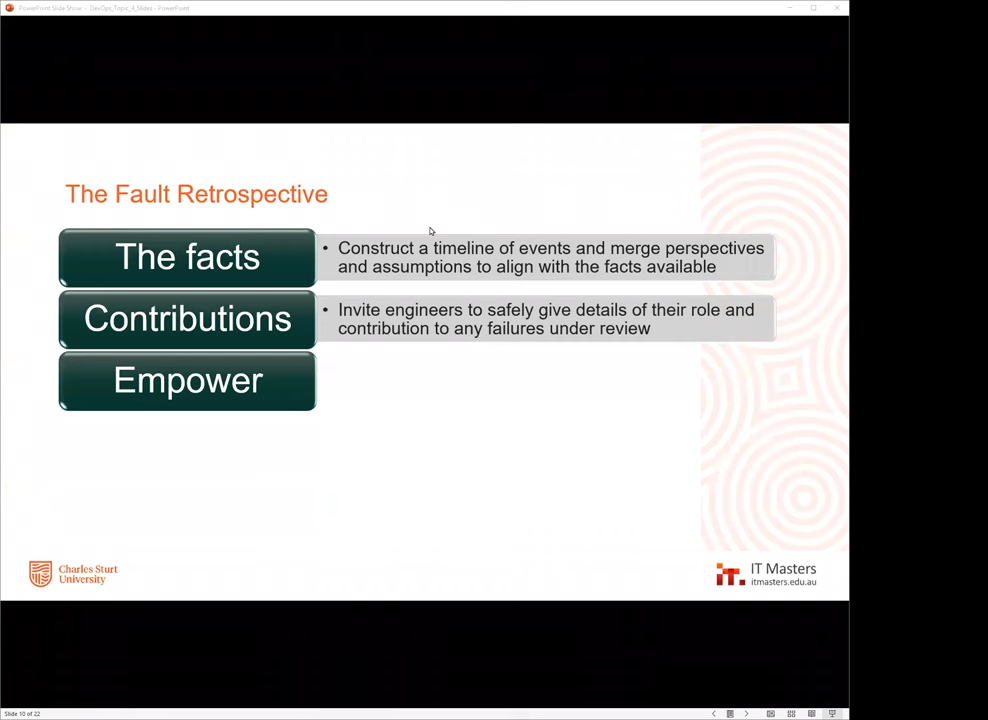 PowerPoint Slide Show - DevOps_Topic_4_Slides - PowerPoint
The Fault Retrospective
The facts
• Construct a timeline of events and merge perspectives
and assumptions to align with the facts available
Contributions
• Invite engineers to safely give details of their role and
contribution to any failures under review
Empower
Charles Sturt
University
IT Masters
itmasters.edu.au
Slide 10 of 22